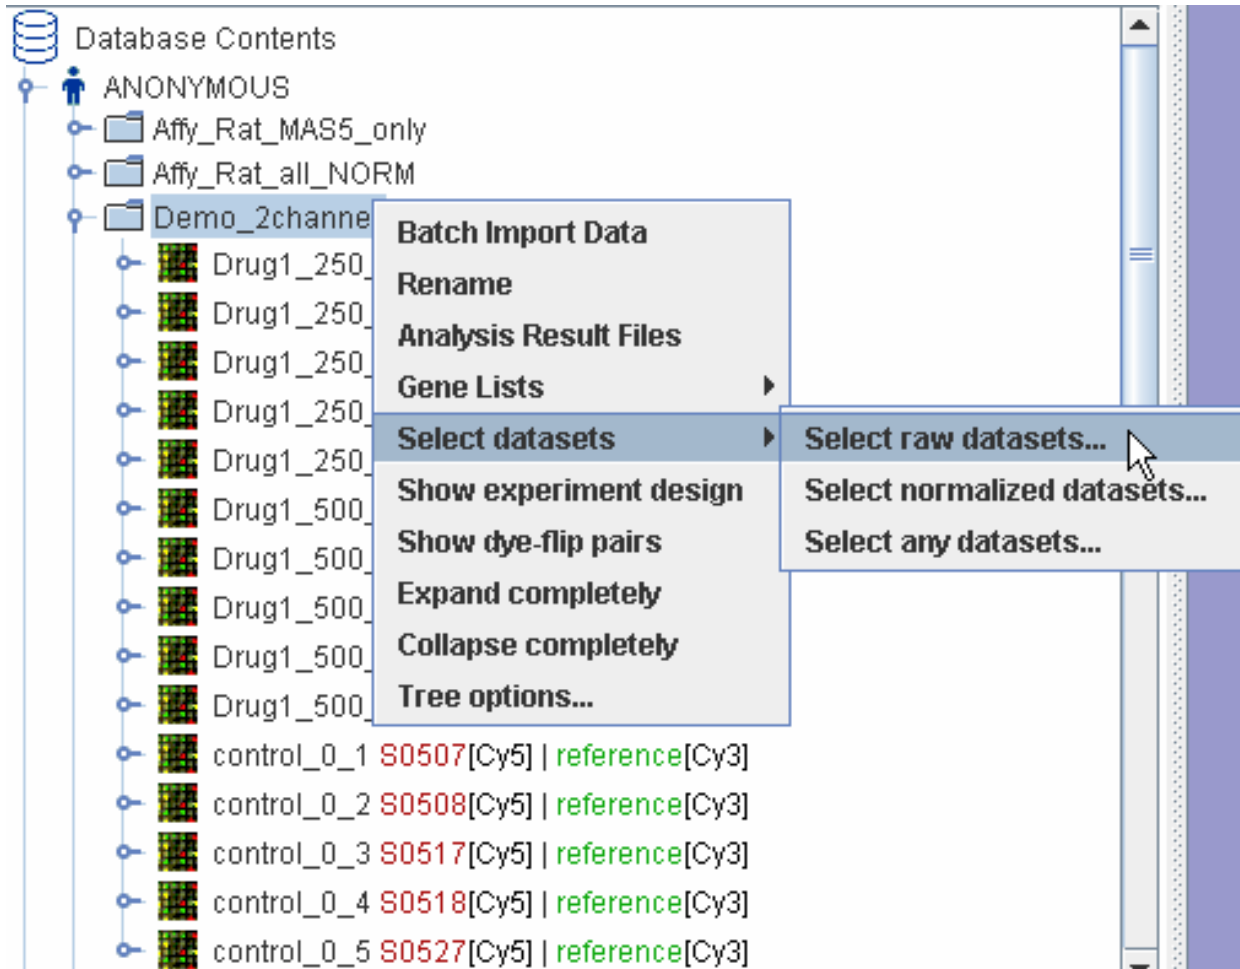 Database Contents
ANONYMOUS
Affy_Rat_MAS5_only
Affy_Rat_all_NORM
Demo_2channe
Drug1_250_
Drug1_250_
Drug1_250_
Drug1_250_
Drug1_250_
Drug1_500_
Drug1_500_
Drug1_500_
Drug1_500_
Drug1_500_
control_0_1 S0507[Cy5] | reference[Cy3]
control_0_2 S0508[Cy5] | reference[Cy3]
control_0_3 S0517[Cy5] | reference[Cy3]
control_0_4 S0518[Cy5] | reference[Cy3]
control_0_5 S0527[Cy5] | reference[Cy3]
Batch Import Data
Rename
Analysis Result Files
Gene Lists
Select datasets
Show experiment design
Show dye-flip pairs
Expand completely
Collapse completely
Tree options...
Select raw datasets...
Select normalized datasets...
Select any datasets...